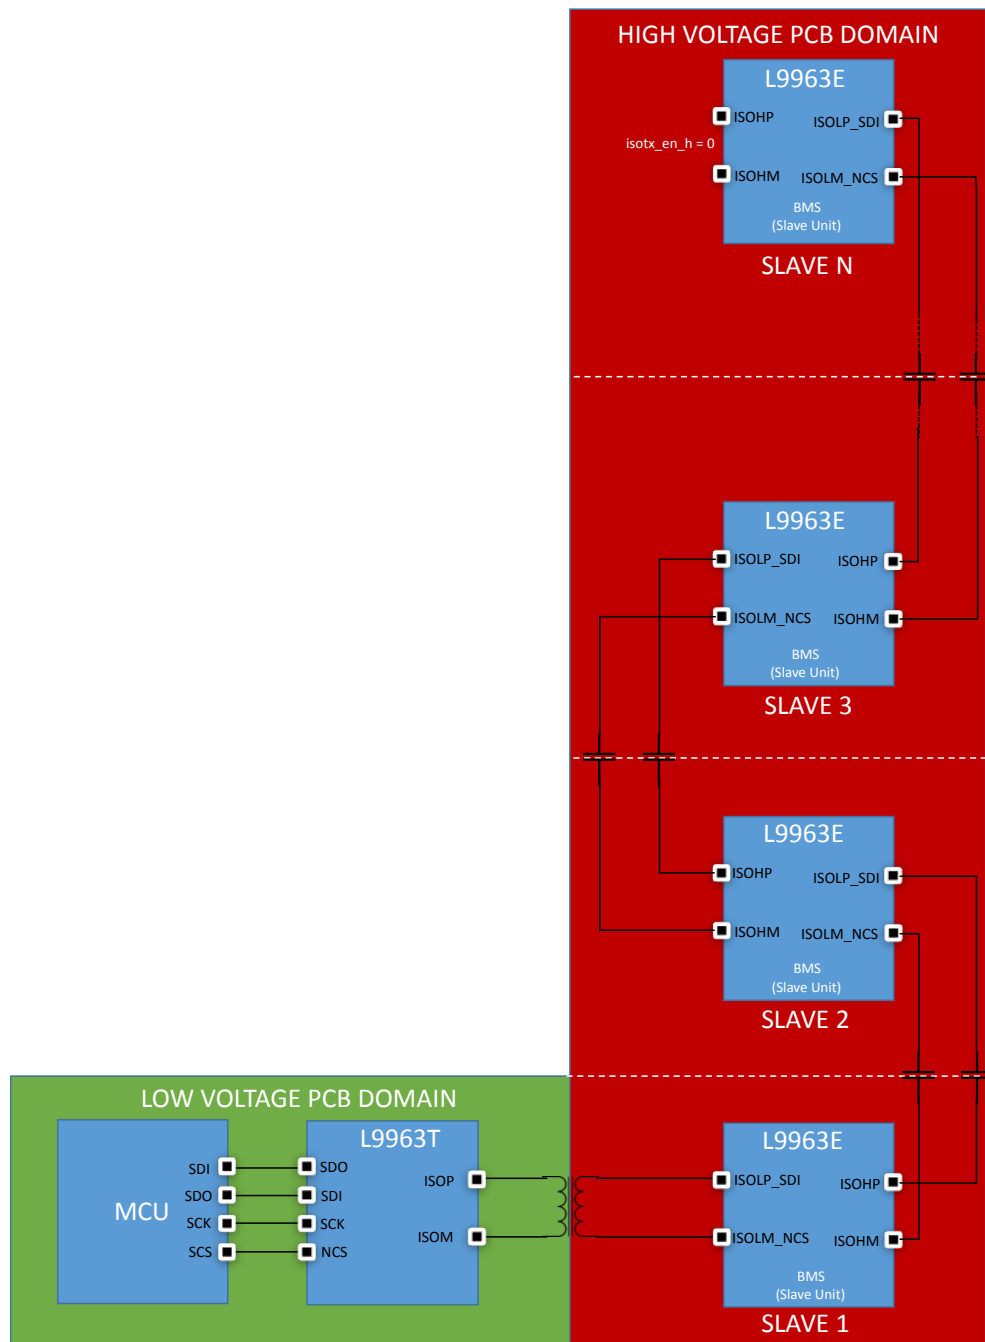 HIGH VOLTAGE PCB DOMAIN
L9963E
ISOHP
ISOLP_SDI
isotx_en_h = 0
ISOHM
ISOLM_NCS
BMS
(Slave Unit)
SLAVE N
L9963E
ISOLP_SDI
ISOHP
ISOLM_NCS
ISOHM
BMS
(Slave Unit)
SLAVE 3
L9963E
ISOHP
ISOLP_SDI
ISOHM
ISOLM_NCS
BMS
(Slave Unit)
SLAVE 2
LOW VOLTAGE PCB DOMAIN
MCU
SDI
SDO
SCK
SCS
L9963T
SDO
SDI
SCK
NCS
ISOP
ISOM
L9963E
ISOLP_SDI
ISOHP
ISOLM_NCS
ISOHM
BMS
(Slave Unit)
SLAVE 1